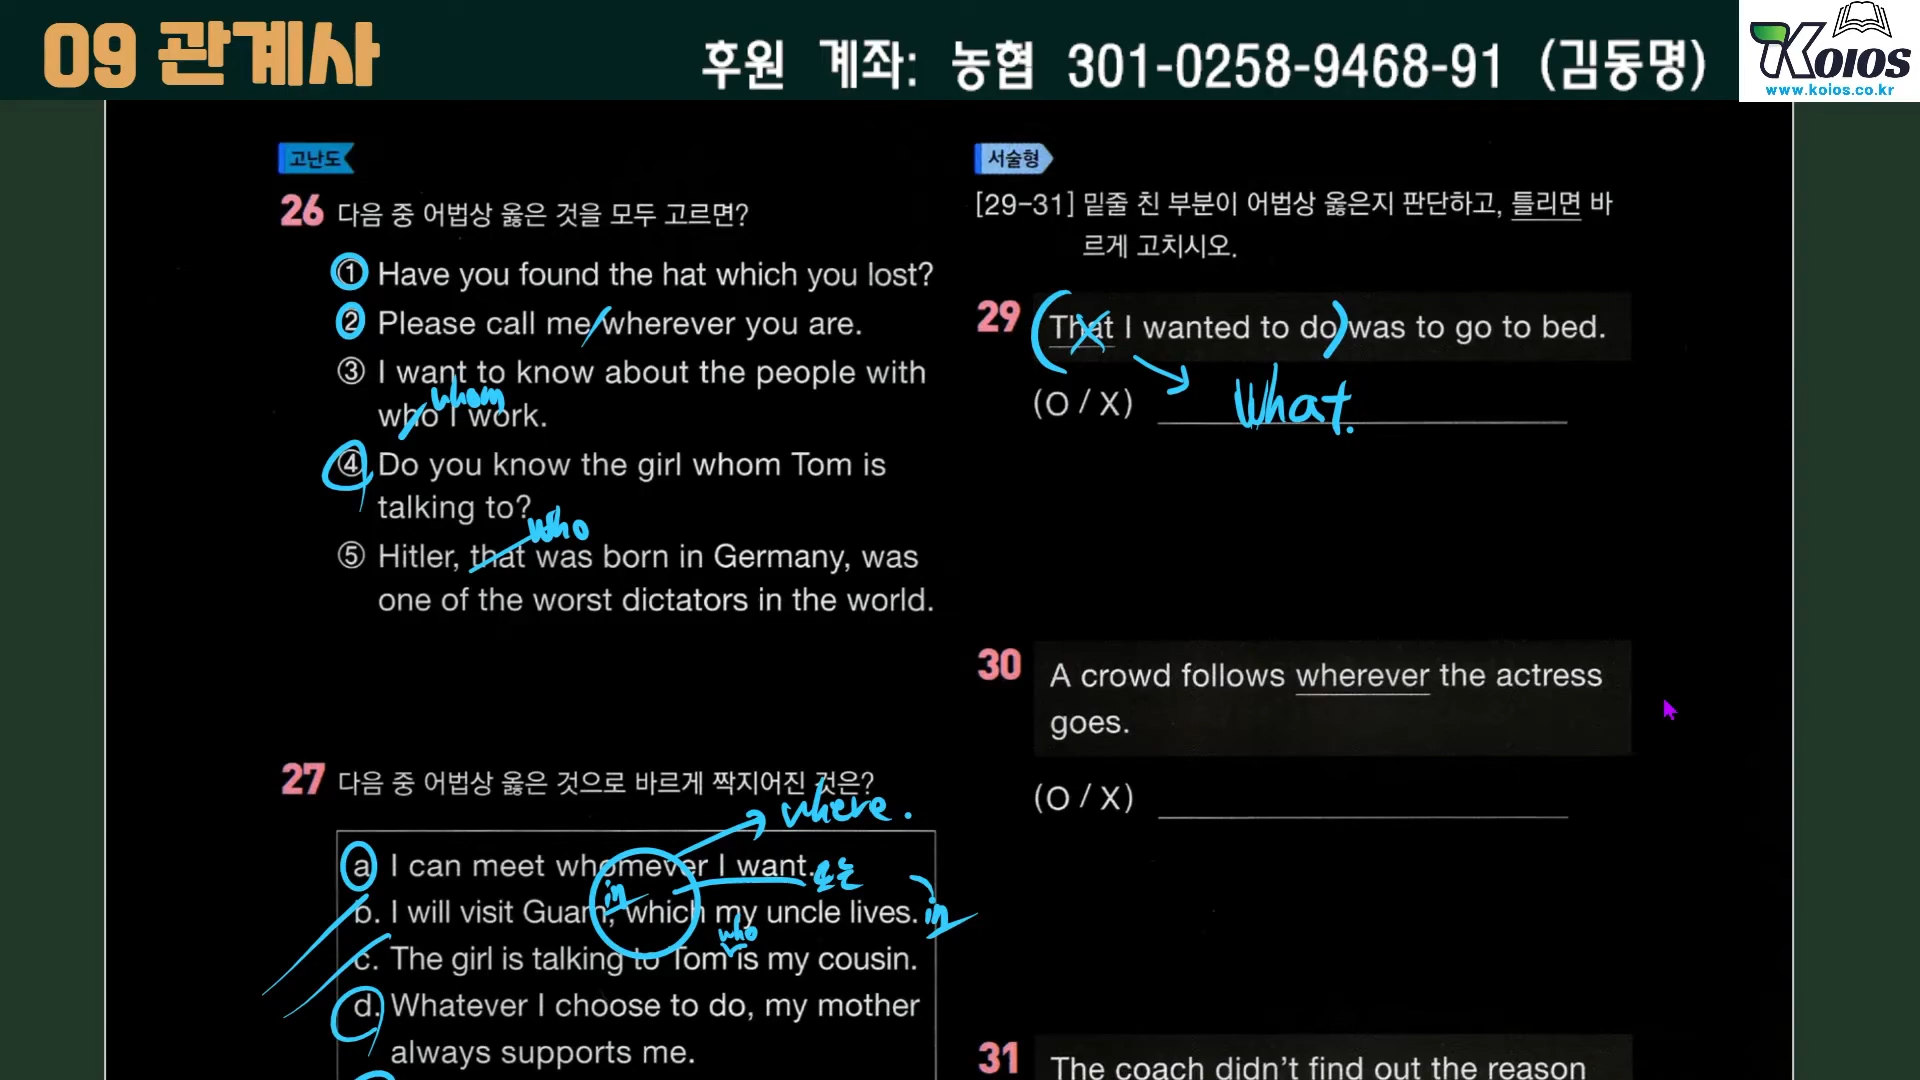 09 관계사
후원 계좌: 농협 301-0258-9468-91 (김동명)
Koios
www.koios.co.kr
고난도
26 다음 중 어법상 옳은 것을 모두 고르면?
① Have you found the hat which you lost?
② Please call me wherever you are.
③ I want to know about the people with
whom
who I work.
④ Do you know the girl whom Tom is
talking to?
who
⑤ Hitler, that was born in Germany, was
one of the worst dictators in the world.
27 다음 중 어법상 옳은 것으로 바르게 짝지어진 것은?
where.
a. I can meet whomever I want.
또는
in
b. I will visit Guam, which my uncle lives.
in
who
c. The girl is talking to Tom is my cousin.
d. Whatever I choose to do, my mother
always supports me.
서술형
[29-31] 밑줄 친 부분이 어법상 옳은지 판단하고, 틀리면 바
르게 고치시오.
29 That I wanted to do was to go to bed.
(O / X) What.
30 A crowd follows wherever the actress
goes.
(O / X)
31 The coach didn't find out the reason